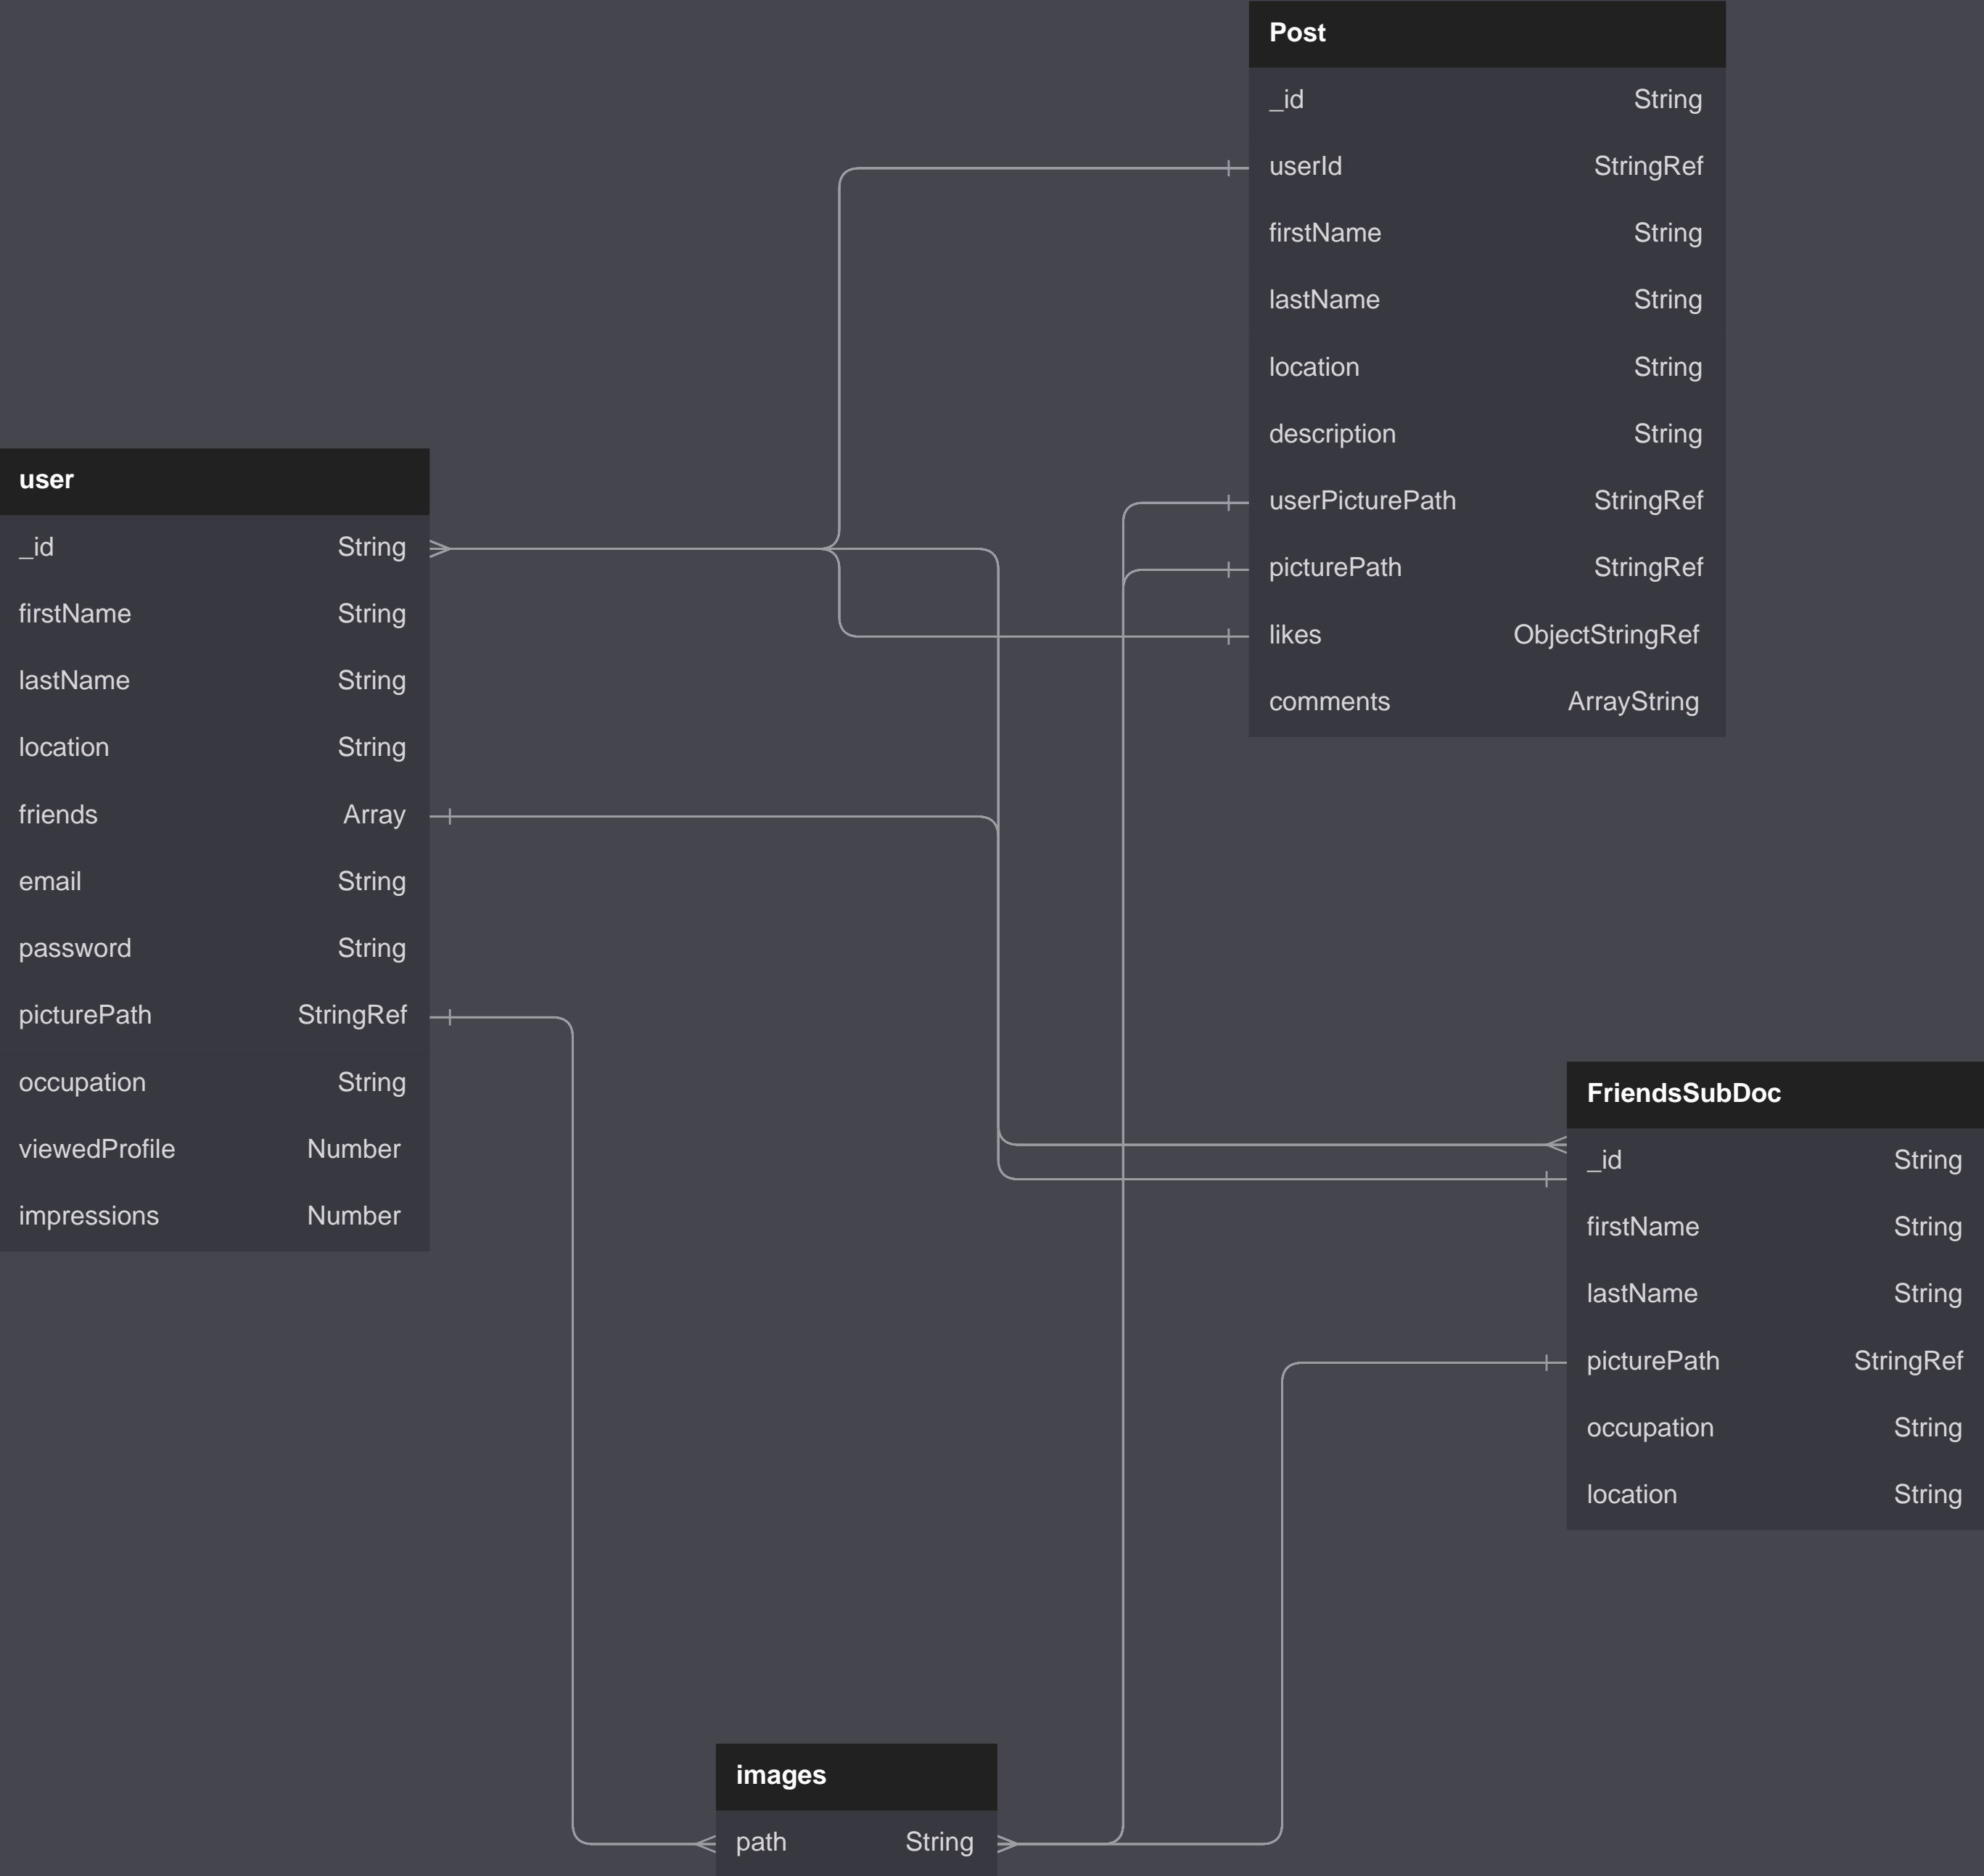 Post
_id String
userId StringRef
firstName String
lastName String
location String
description String
userPicturePath StringRef
picturePath StringRef
likes ObjectStringRef
comments ArrayString
user
_id String
firstName String
lastName String
location String
friends Array
email String
password String
picturePath StringRef
occupation String
viewedProfile Number
impressions Number
FriendsSubDoc
_id String
firstName String
lastName String
picturePath StringRef
occupation String
location String
images
path String